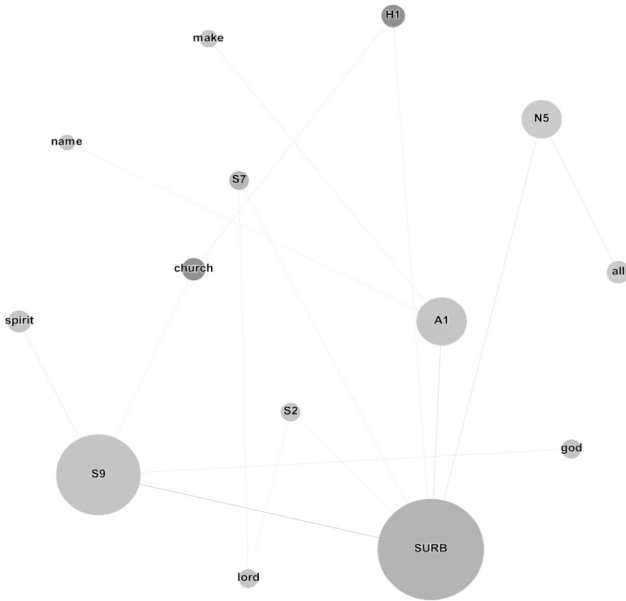 H1
make
N5
name
S7
church
all
spirit
A1
S2
god
S9
SURB
lord